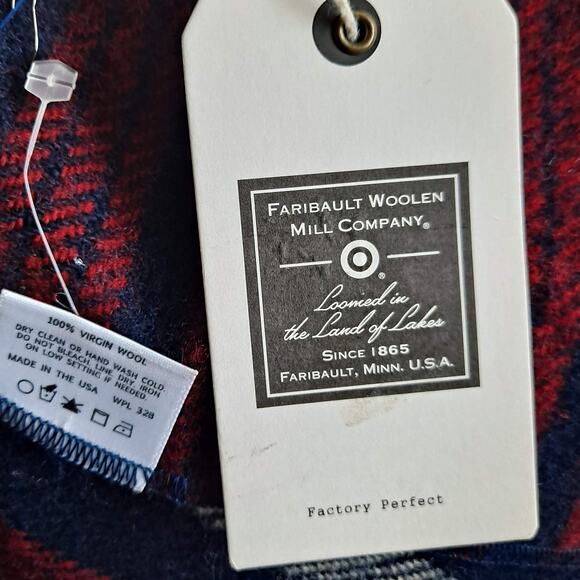 FARIBAULT WOOLEN
MILL COMPANY®
®
Loomed in
the Land of Lakes
SINCE 1865
FARIBAULT, MINN. U.S.A.
Factory Perfect
100% VIRGIN WOOL
DRY CLEAN OR HAND WASH COLD.
DO NOT BLEACH. LINE DRY. IRON
ON LOW SETTING IF NEEDED.
MADE IN THE USA WPL 328